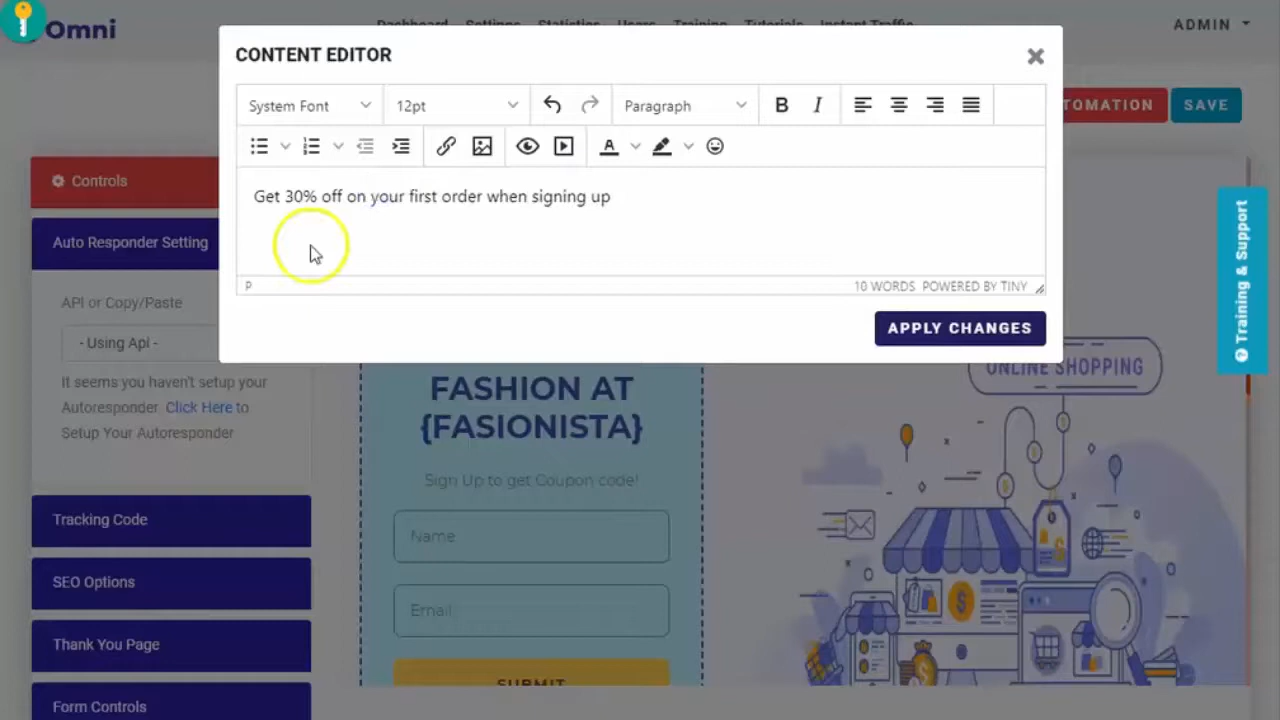 Omni
Dashboard Settings Statistics Users Training Tutorials Instant Traffic
ADMIN
CONTENT EDITOR
System Font 12pt Paragraph B I
A
TOMATION SAVE
Controls
Get 30% off on your first order when signing up
Auto Responder Setting
P 10 WORDS POWERED BY TINY
API or Copy/Paste
- Using Api -
APPLY CHANGES
It seems you haven't setup your
Autoresponder Click Here to
Setup Your Autoresponder
Training & Support
ONLINE SHOPPING
FASHION AT
{FASIONISTA}
Sign Up to get Coupon code!
Tracking Code
Name
SEO Options
Email
Thank You Page
SUBMIT
Form Controls